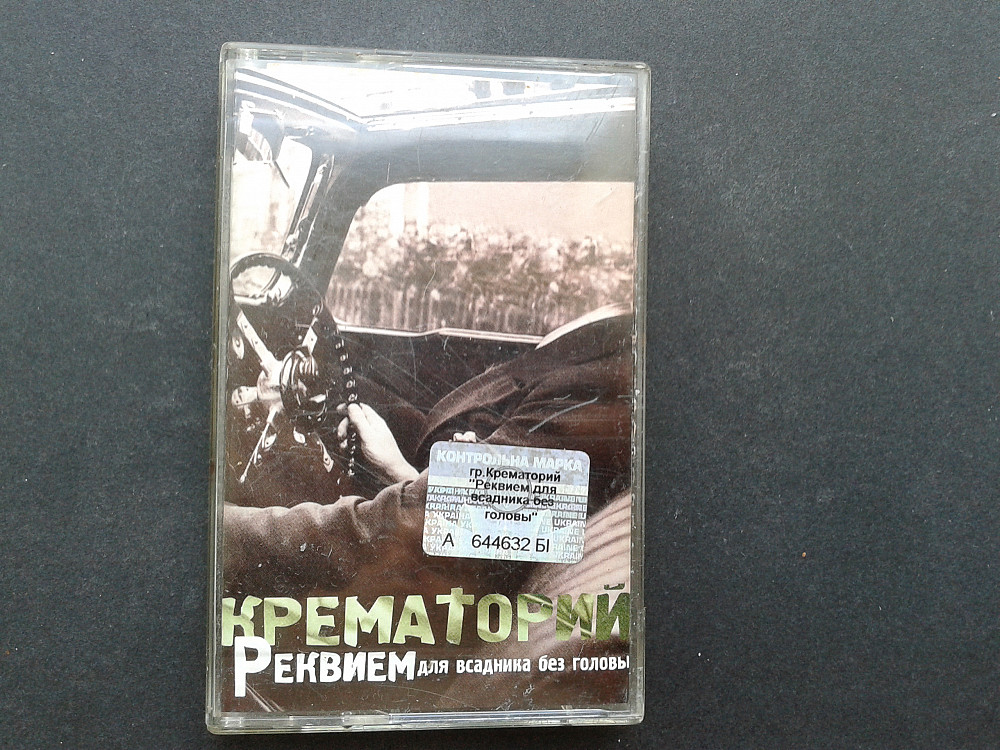 КОНТРОЛЬНА МАРКА
гр.Крематорий
"Реквием для
всадника без
головы"
А 644632 БІ
КРЕМАТОРИЙ
РЕКВИЕМ для всадника без головы